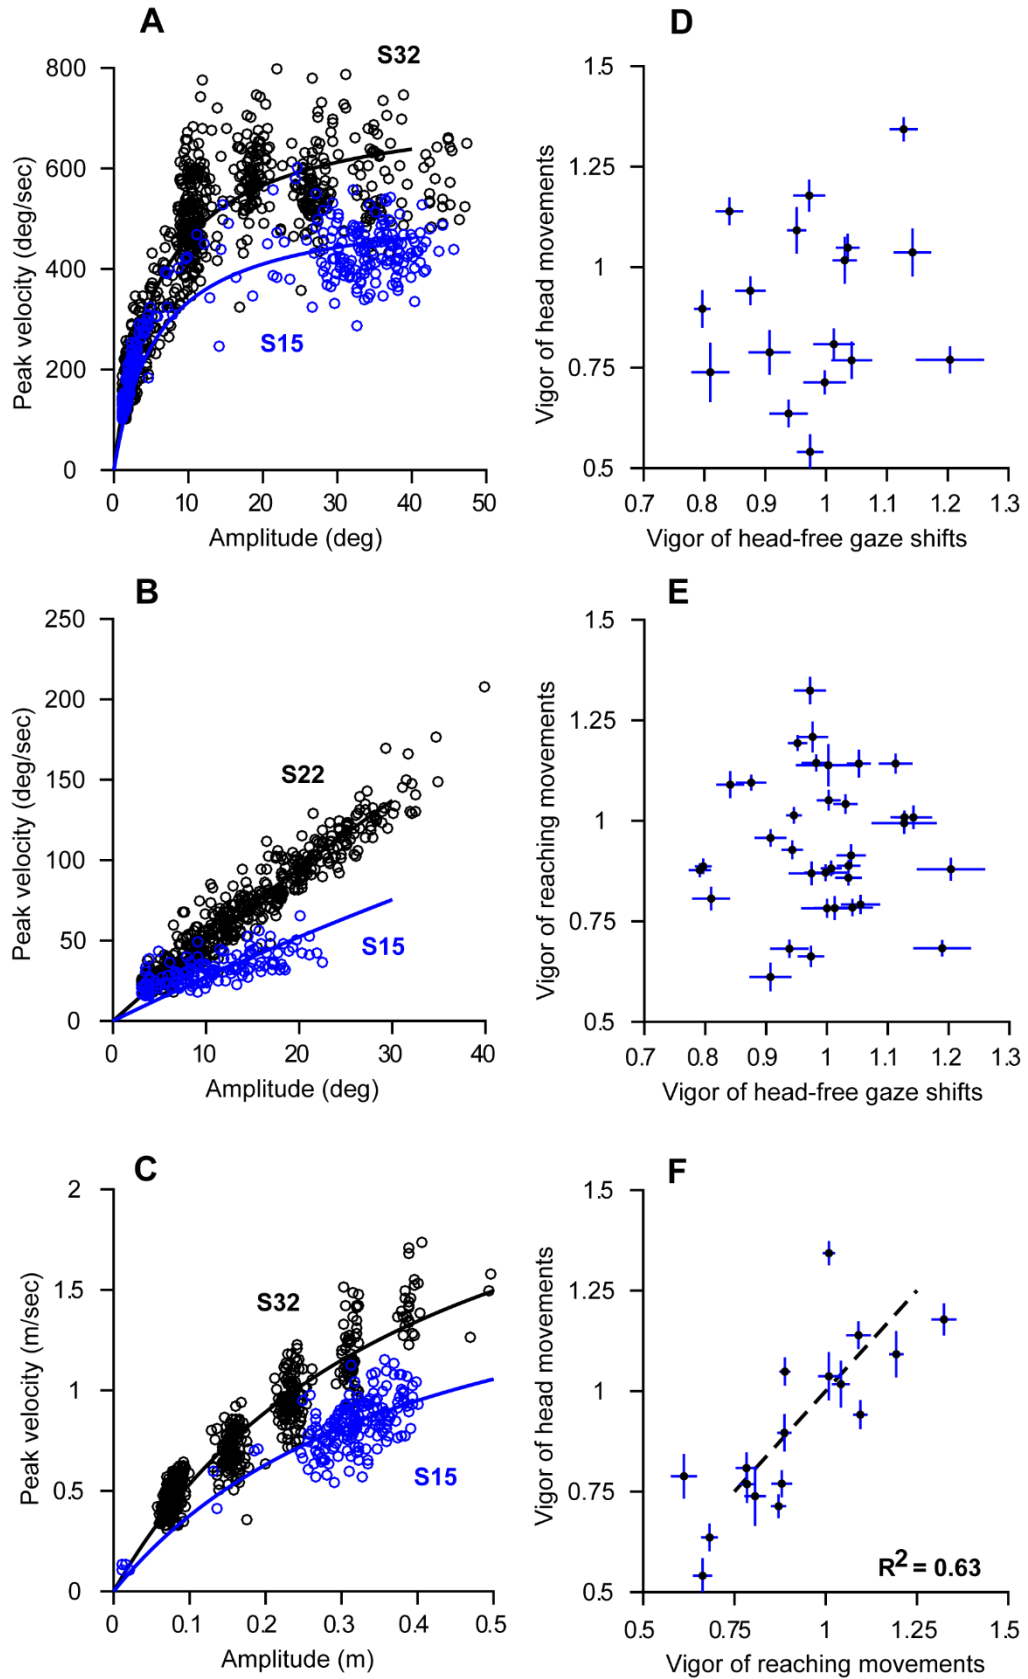 A
S32
800
600
400
200
0
Peak velocity (deg/sec)
S15
0 10 20 30 40 50
Amplitude (deg)
D
1.5
1.25
1
0.75
0.5
Vigor of head movements
0.7 0.8 0.9 1 1.1 1.2 1.3
Vigor of head-free gaze shifts
B
250
200
150
100
50
0
Peak velocity (deg/sec)
S22
S15
0 10 20 30 40
Amplitude (deg)
E
1.5
1.25
1
0.75
0.5
Vigor of reaching movements
0.7 0.8 0.9 1 1.1 1.2 1.3
Vigor of head-free gaze shifts
C
2
1.5
1
0.5
0
Peak velocity (m/sec)
S32
S15
0 0.1 0.2 0.3 0.4 0.5
Amplitude (m)
F
1.5
1.25
1
0.75
0.5
Vigor of head movements
R² = 0.63
0.5 0.75 1 1.25 1.5
Vigor of reaching movements